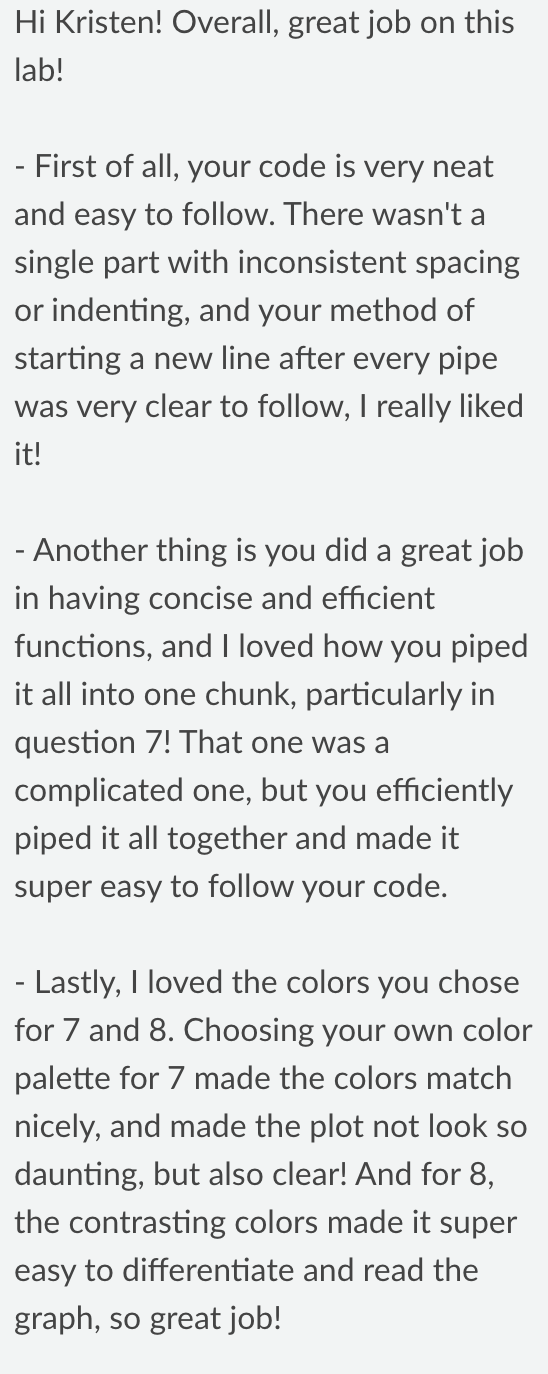 Hi Kristen! Overall, great job on this
lab!
- First of all, your code is very neat
and easy to follow. There wasn't a
single part with inconsistent spacing
or indenting, and your method of
starting a new line after every pipe
was very clear to follow, I really liked
it!
- Another thing is you did a great job
in having concise and efficient
functions, and I loved how you piped
it all into one chunk, particularly in
question 7! That one was a
complicated one, but you efficiently
piped it all together and made it
super easy to follow your code.
- Lastly, I loved the colors you chose
for 7 and 8. Choosing your own color
palette for 7 made the colors match
nicely, and made the plot not look so
daunting, but also clear! And for 8,
the contrasting colors made it super
easy to differentiate and read the
graph, so great job!